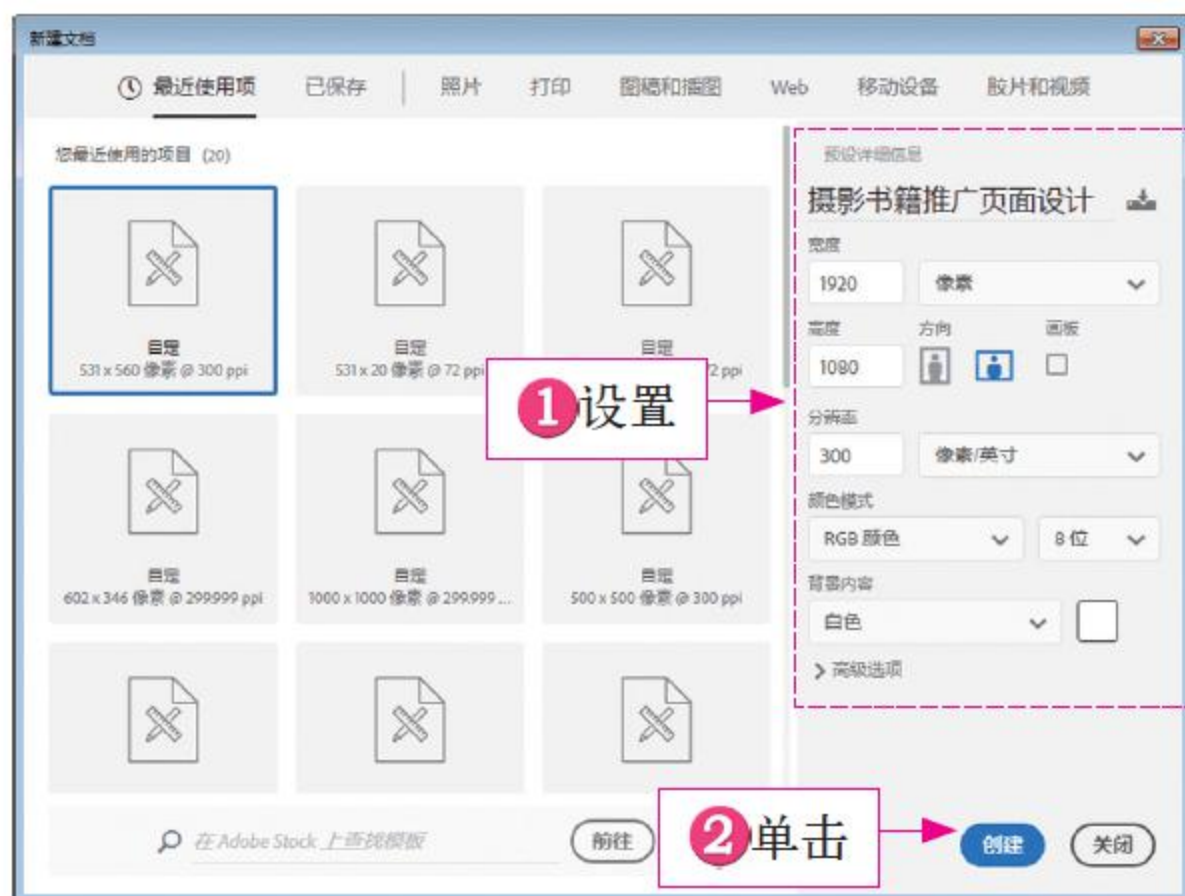 新建文档
最近使用项 已保存 照片 打印 图稿和插图 Web 移动设备 胶片和视频
您最近使用的项目 (20)
自定
531 x 560 像素 @ 300 ppi
自定
531 x 20 像素 @ 72 ppi
自定
72 ppi
自定
602 x 346 像素 @ 299.999 ppi
自定
1000 x 1000 像素 @ 299.999 ...
自定
500 x 500 像素 @ 300 ppi
在 Adobe Stock 上查找模板
前往
预设详细信息
摄影书籍推广页面设计
宽度
1920 像素
高度 方向 画板
1080
分辨率
300 像素/英寸
颜色模式
RGB 颜色 8 位
背景内容
白色
高级选项
1设置
2单击
创建 关闭